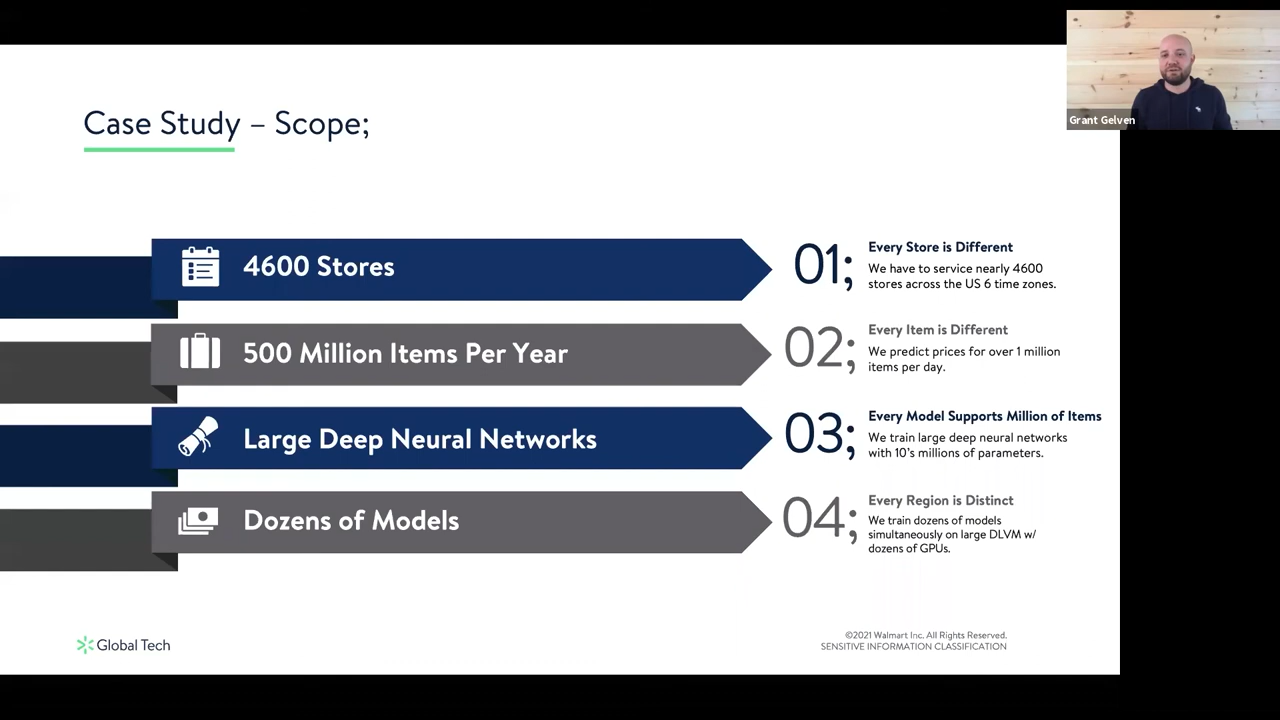 Grant Gelven
Case Study – Scope;
4600 Stores
01;
Every Store is Different
We have to service nearly 4600
stores across the US 6 time zones.
500 Million Items Per Year
02;
Every Item is Different
We predict prices for over 1 million
items per day.
Large Deep Neural Networks
03;
Every Model Supports Million of Items
We train large deep neural networks
with 10's millions of parameters.
Dozens of Models
04;
Every Region is Distinct
We train dozens of models
simultaneously on large DLVM w/
dozens of GPUs.
Global Tech
©2021 Walmart Inc. All Rights Reserved.
SENSITIVE INFORMATION CLASSIFICATION